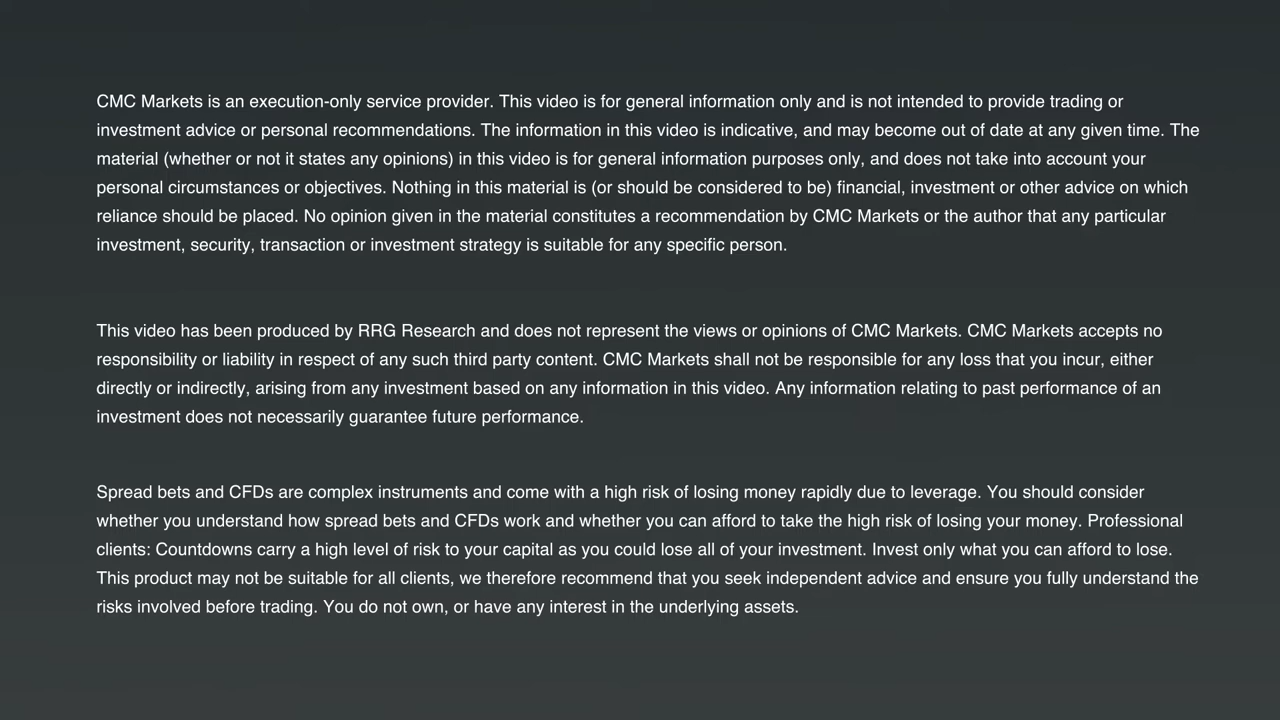 CMC Markets is an execution-only service provider. This video is for general information only and is not intended to provide trading or
investment advice or personal recommendations. The information in this video is indicative, and may become out of date at any given time. The
material (whether or not it states any opinions) in this video is for general information purposes only, and does not take into account your
personal circumstances or objectives. Nothing in this material is (or should be considered to be) financial, investment or other advice on which
reliance should be placed. No opinion given in the material constitutes a recommendation by CMC Markets or the author that any particular
investment, security, transaction or investment strategy is suitable for any specific person.
This video has been produced by RRG Research and does not represent the views or opinions of CMC Markets. CMC Markets accepts no
responsibility or liability in respect of any such third party content. CMC Markets shall not be responsible for any loss that you incur, either
directly or indirectly, arising from any investment based on any information in this video. Any information relating to past performance of an
investment does not necessarily guarantee future performance.
Spread bets and CFDs are complex instruments and come with a high risk of losing money rapidly due to leverage. You should consider
whether you understand how spread bets and CFDs work and whether you can afford to take the high risk of losing your money. Professional
clients: Countdowns carry a high level of risk to your capital as you could lose all of your investment. Invest only what you can afford to lose.
This product may not be suitable for all clients, we therefore recommend that you seek independent advice and ensure you fully understand the
risks involved before trading. You do not own, or have any interest in the underlying assets.